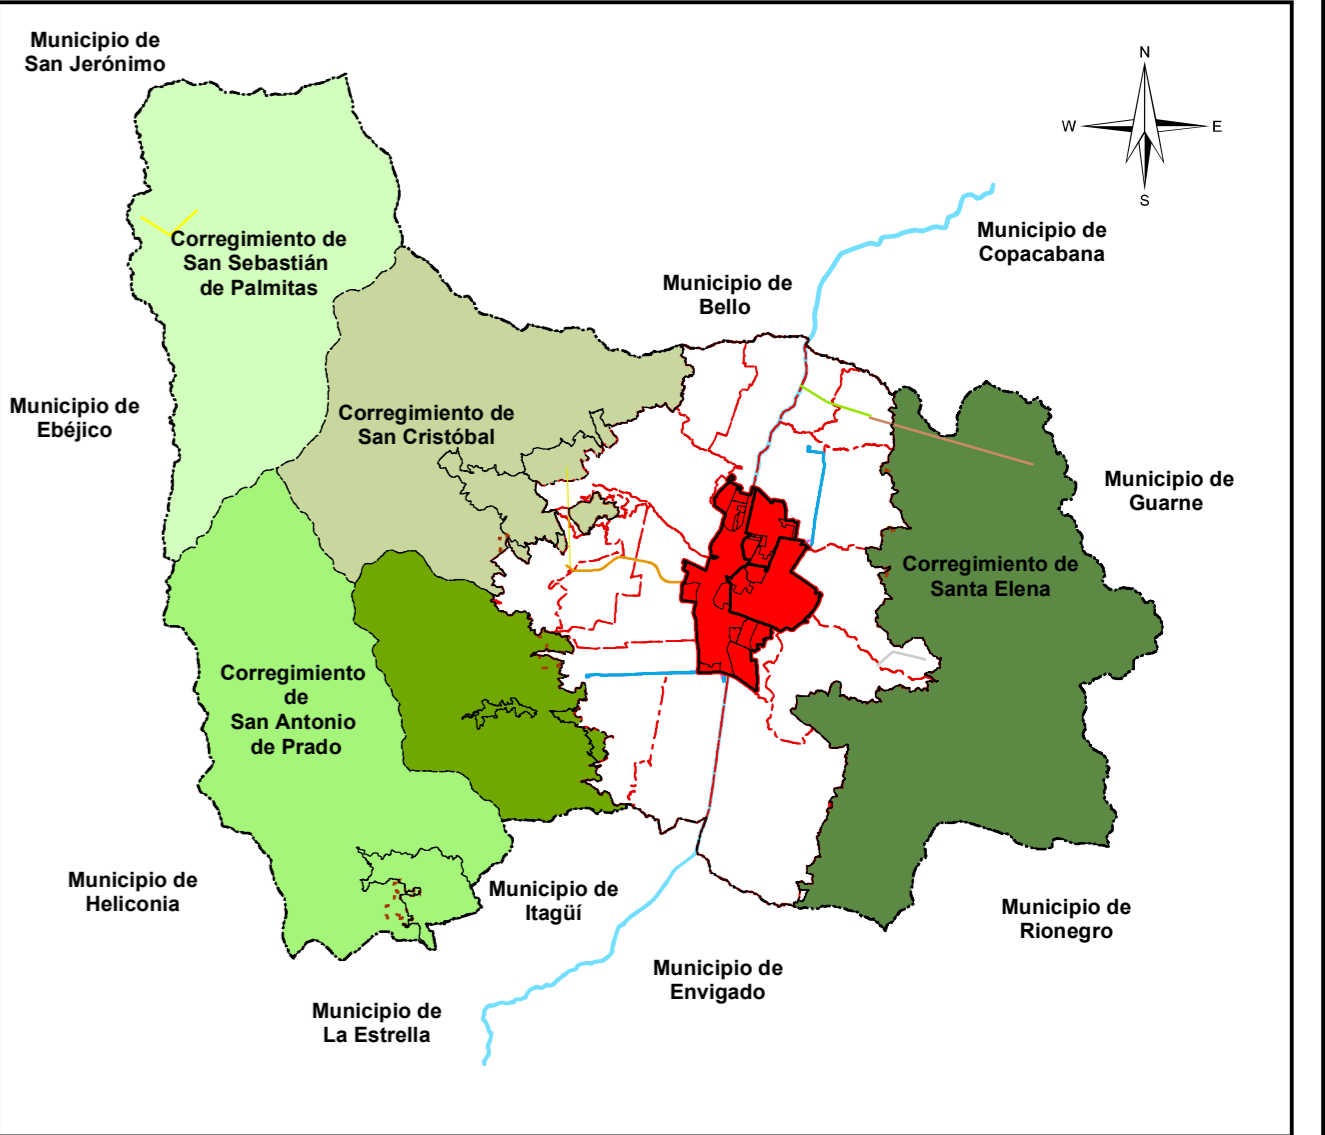 Municipio de
San Jerónimo
N
W
E
S
Municipio de
Copacabana
Corregimiento de
San Sebastián
de Palmitas
Municipio de
Bello
Municipio de
Ebéjico
Corregimiento de
San Cristóbal
Municipio de
Guarne
Corregimiento de
Santa Elena
Corregimiento
de
San Antonio
de Prado
Municipio de
Heliconia
Municipio de
Itagüí
Municipio de
Rionegro
Municipio de
Envigado
Municipio de
La Estrella